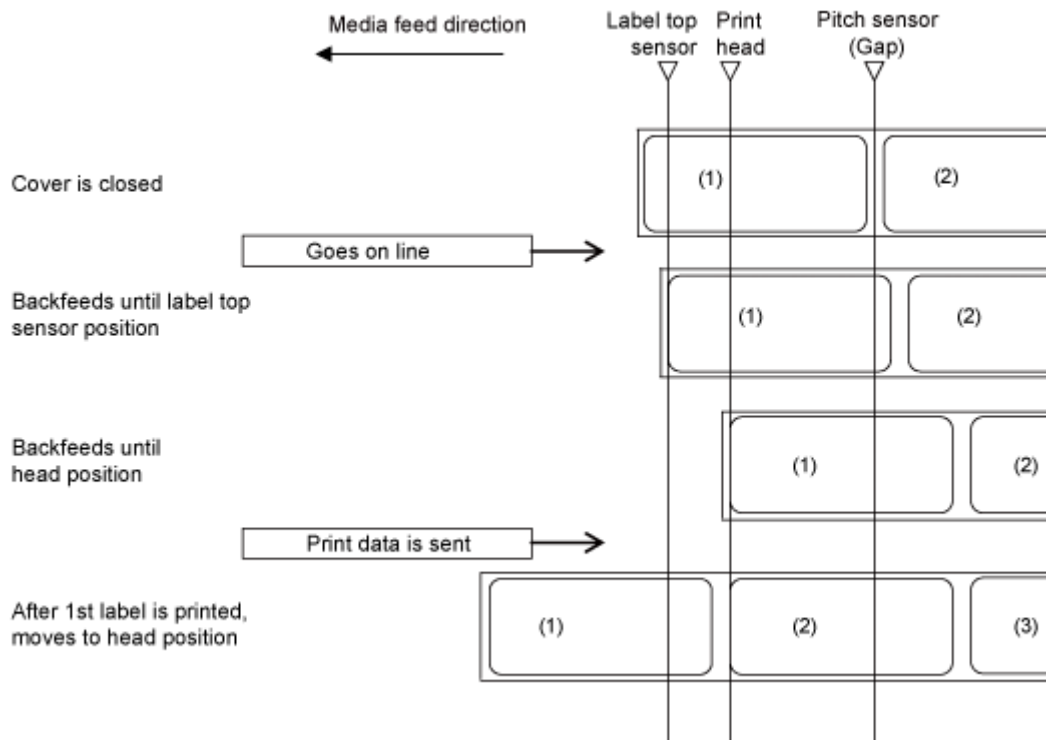 Media feed direction
Label top
sensor
Print
head
Pitch sensor
(Gap)
Cover is closed
(1)
(2)
Goes on line
Backfeeds until label top
sensor position
(1)
(2)
Backfeeds until
head position
(1)
(2)
Print data is sent
After 1st label is printed,
moves to head position
(1)
(2)
(3)